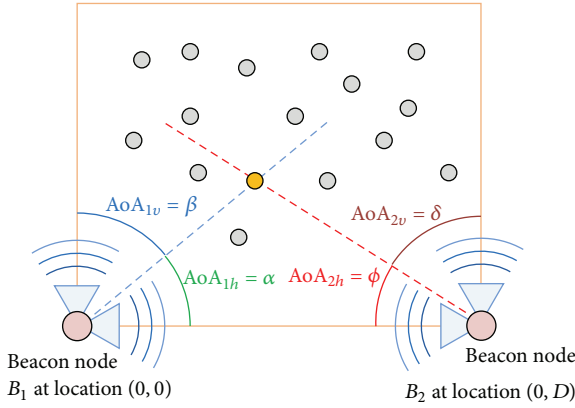 AoA₁ᵥ = β
AoA₂ᵥ = δ
AoA₁ₕ = α
AoA₂ₕ = ϕ
Beacon node
B₁ at location (0, 0)
Beacon node
B₂ at location (0, D)